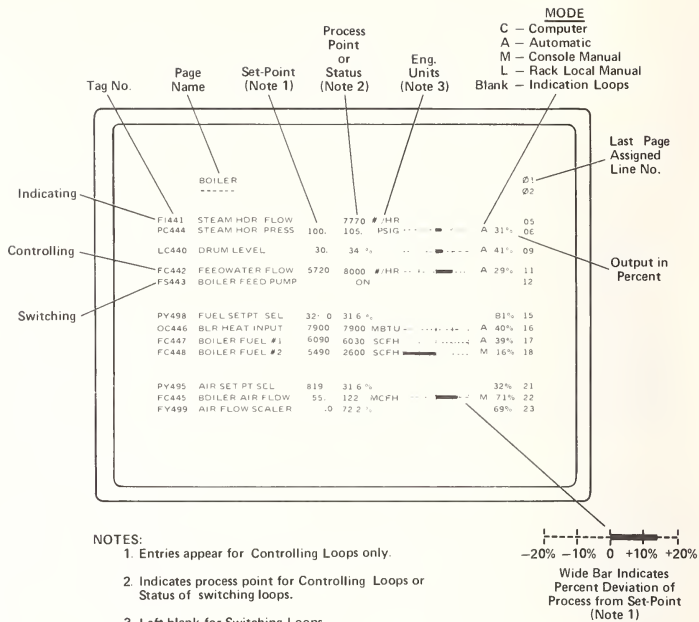 MODE
C – Computer
A – Automatic
M – Console Manual
L – Rack Local Manual
Blank – Indication Loops
Tag No.
Page
Name
Set-Point
(Note 1)
Process
Point
or
Status
(Note 2)
Eng.
Units
(Note 3)
Last Page
Assigned
Line No.
BOILER
Ø1
Ø2
Indicating
FI441 STEAM HDR FLOW 7770 #/HR 05
PC444 STEAM HDR PRESS 100. 105. PSIG A 31% 06
Controlling
LC440 DRUM LEVEL 30. 34 % A 41% 09
Output in
Percent
FC442 FEEDWATER FLOW 5720 8000 #/HR A 29% 11
FS443 BOILER FEED PUMP ON 12
Switching
PY498 FUEL SETPT SEL 32.0 31 6 % 81% 15
OC446 BLR HEAT INPUT 7900 7900 MBTU A 40% 16
FC447 BOILER FUEL #1 6090 6030 SCFH A 39% 17
FC448 BOILER FUEL #2 5490 2600 SCFH M 16% 18
PY495 AIR SET PT SEL 819 31 6 % 32% 21
FC445 BOILER AIR FLOW 55. 122 MCFH M 71% 22
FY499 AIR FLOW SCALER .0 72 2 % 69% 23
NOTES:
1. Entries appear for Controlling Loops only.
2. Indicates process point for Controlling Loops or
Status of switching loops.
3. Left blank for Switching Loops
–20% –10% 0 +10% +20%
Wide Bar Indicates
Percent Deviation of
Process from Set-Point
(Note 1)